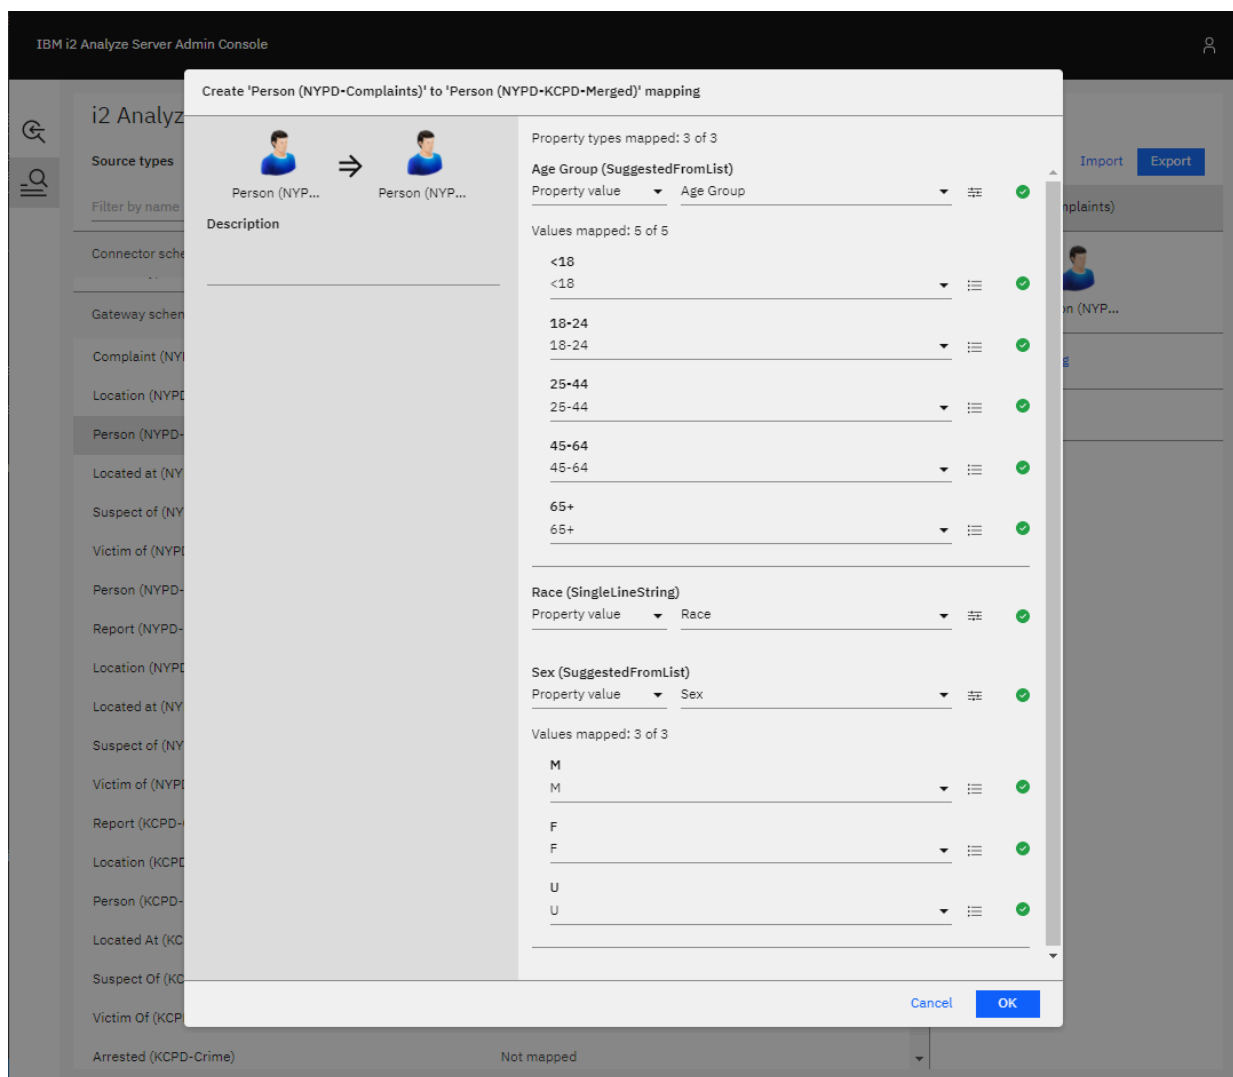 IBM i2 Analyze Server Admin Console
Create 'Person (NYPD-Complaints)' to 'Person (NYPD-KCPD-Merged)' mapping
i2 Analyz
Source types
Filter by name
Connector sche
Gateway schen
Complaint (NYI
Location (NYPD
Person (NYPD-
Located at (NY
Suspect of (NY
Victim of (NYPI
Person (NYPD-
Report (NYPD-
Location (NYPD
Located at (NY
Suspect of (NY
Victim of (NYPI
Report (KCPD-
Location (KCPD
Person (KCPD-
Located At (KC
Suspect Of (KC
Victim Of (KCP
Arrested (KCPD-Crime)
Not mapped
Person (NYP...
Person (NYP...
Description
Property types mapped: 3 of 3
Age Group (SuggestedFromList)
Property value Age Group
Values mapped: 5 of 5
<18
<18
18-24
18-24
25-44
25-44
45-64
45-64
65+
65+
Race (SingleLineString)
Property value Race
Sex (SuggestedFromList)
Property value Sex
Values mapped: 3 of 3
M
M
F
F
U
U
Cancel OK
Import Export
nplaints)
on (NYP...
g